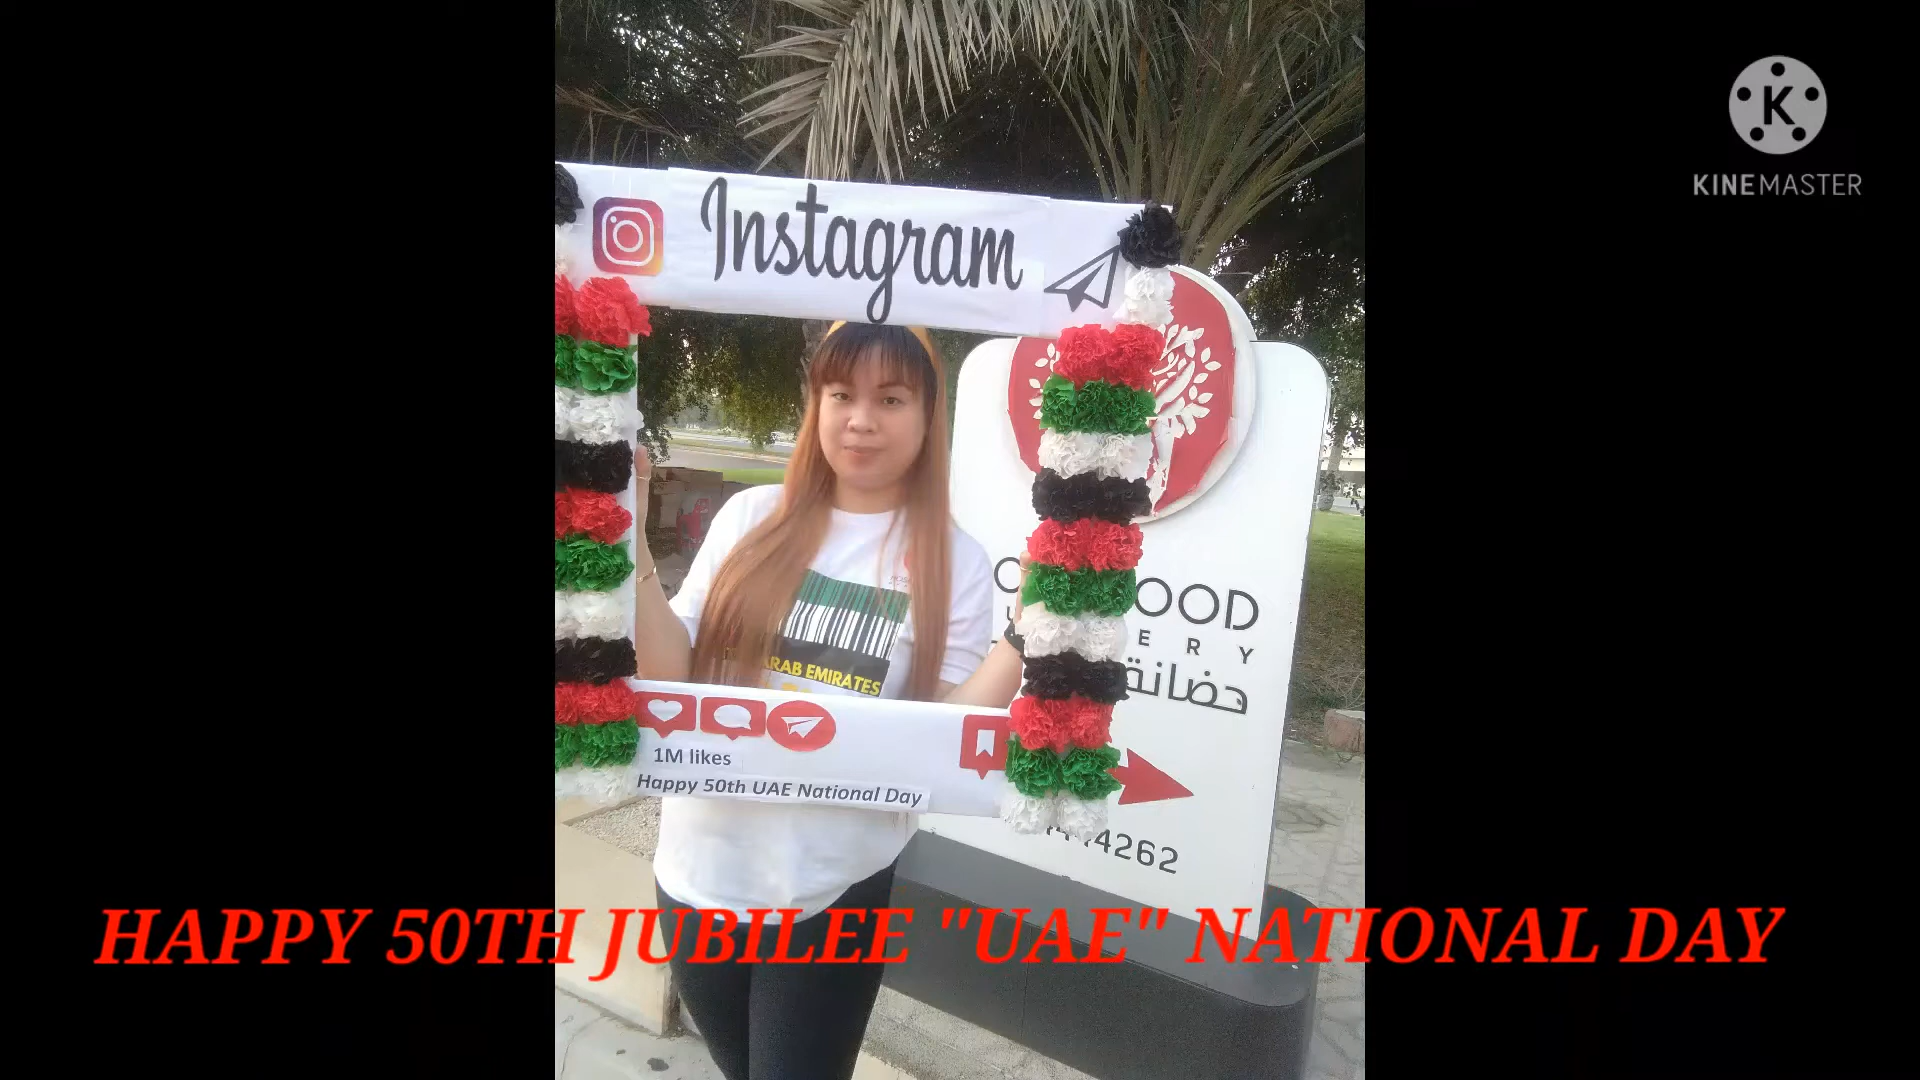 Instagram
K
KINEMASTER
OOD
ERY
حضانة
ARAB EMIRATES
1M likes
Happy 50th UAE National Day
4262
HAPPY 50TH JUBILEE "UAE" NATIONAL DAY